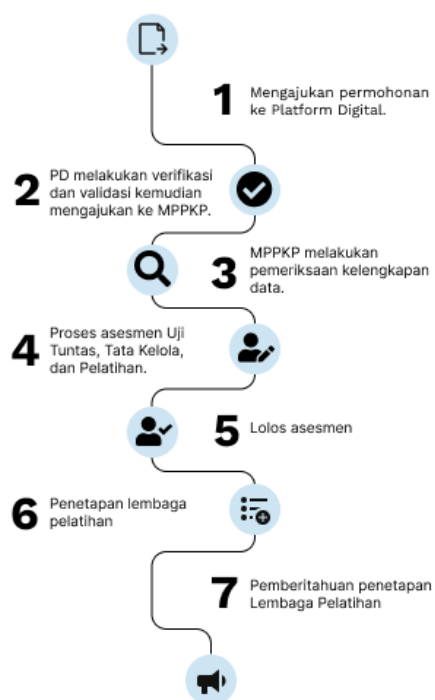 1
Mengajukan permohonan
ke Platform Digital.
2
PD melakukan verifikasi
dan validasi kemudian
mengajukan ke MPPKP.
3
MPPKP melakukan
pemeriksaan kelengkapan
data.
4
Proses asesmen Uji
Tuntas, Tata Kelola,
dan Pelatihan.
5
Lolos asesmen
6
Penetapan lembaga
pelatihan
7
Pemberitahuan penetapan
Lembaga Pelatihan